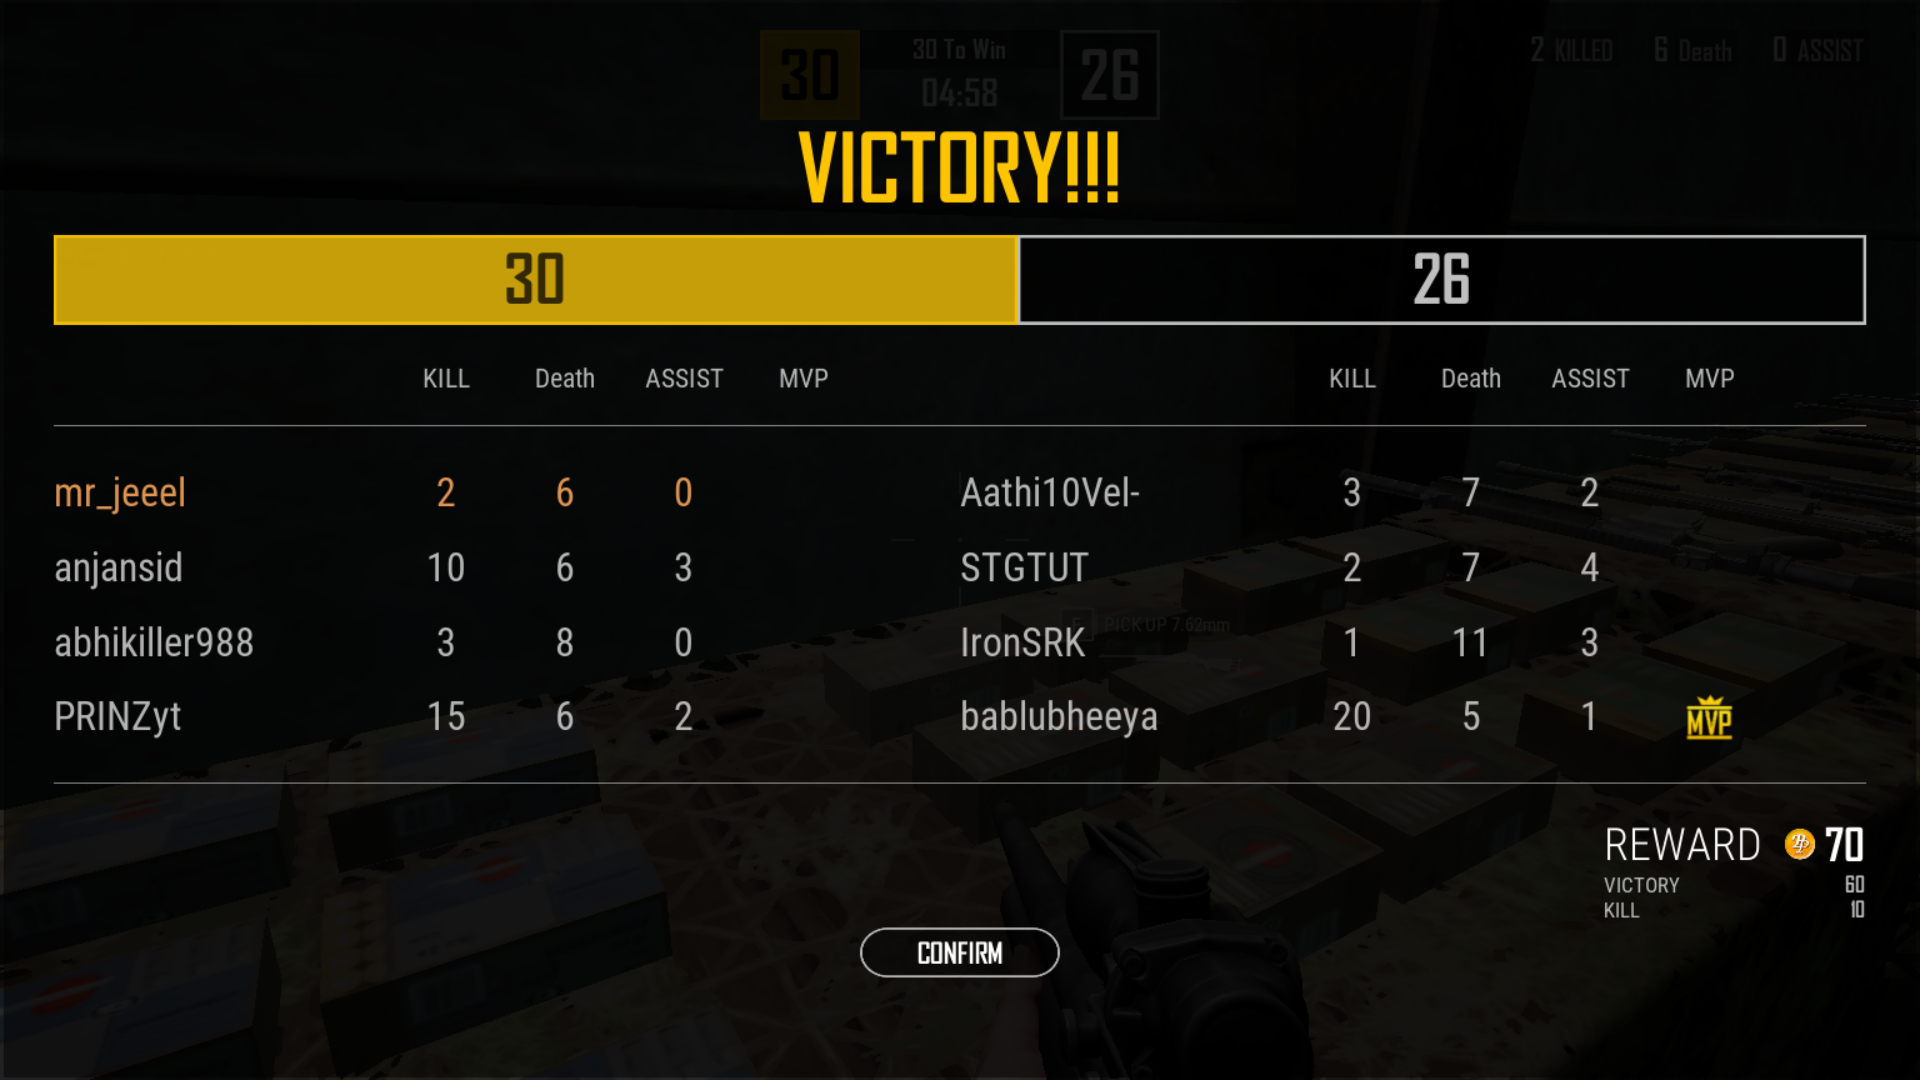 30 30 To Win 26 2 KILLED 6 Death 0 ASSIST
04:58
VICTORY!!!
30 26
KILL Death ASSIST MVP KILL Death ASSIST MVP
mr_jeeel 2 6 0 Aathi10Vel- 3 7 2
anjansid 10 6 3 STGTUT 2 7 4
F PICK UP 7.62mm
abhikiller988 3 8 0 IronSRK 1 11 3
PRINZyt 15 6 2 bablubheeya 20 5 1 MVP
REWARD PP 70
VICTORY 60
KILL 10
CONFIRM